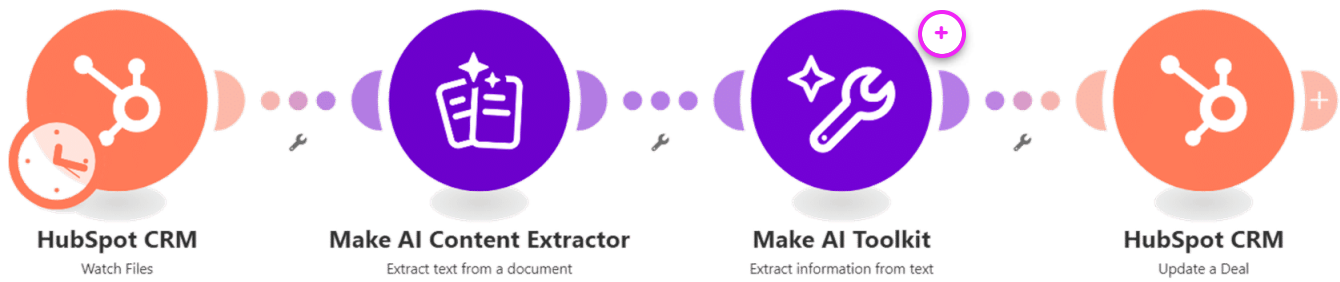 HubSpot CRM
Watch Files
Make AI Content Extractor
Extract text from a document
Make AI Toolkit
Extract information from text
HubSpot CRM
Update a Deal